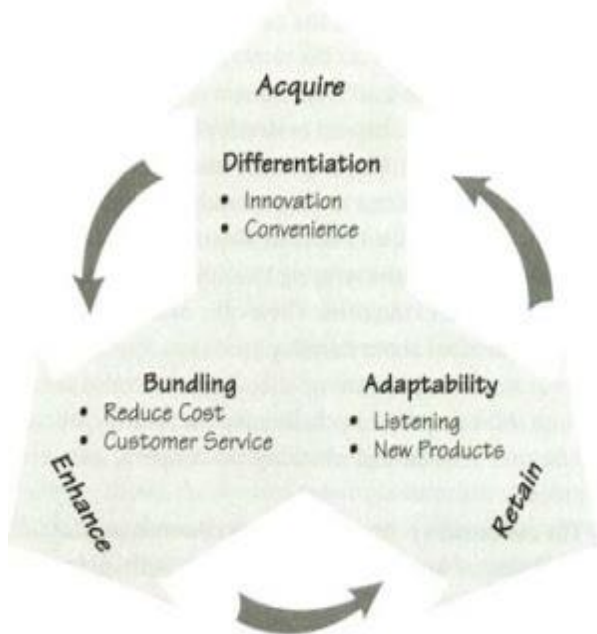 Acquire
Differentiation
• Innovation
• Convenience
Bundling
• Reduce Cost
• Customer Service
Enhance
Adaptability
• Listening
• New Products
Retain